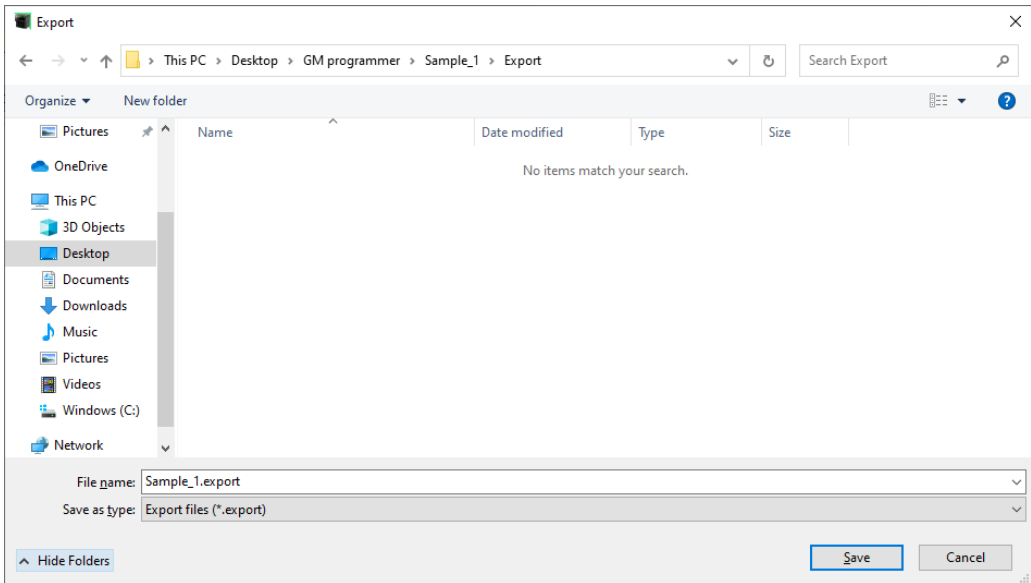 Export
This PC > Desktop > GM programmer > Sample_1 > Export
Search Export
Organize
New folder
Pictures
OneDrive
This PC
3D Objects
Desktop
Documents
Downloads
Music
Pictures
Videos
Windows (C:)
Network
Name Date modified Type Size
No items match your search.
File name: Sample_1.export
Save as type: Export files (*.export)
Hide Folders
Save Cancel